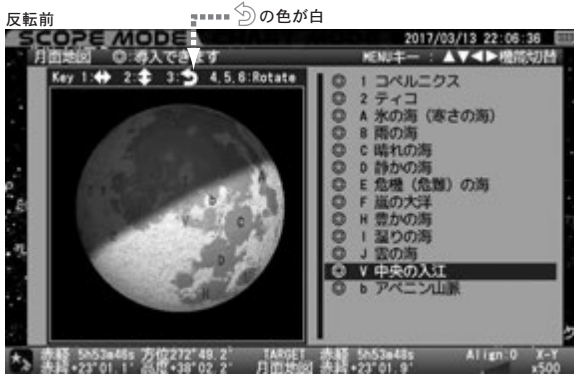 反転前
の色が白
SCOPE MODE
2017/03/13 22:06:36
月面地図 ◎:導入できます
MENUキー : ▲▼◀▶機能切替
Key 1:↔ 2:↕ 3:⮌ 4,5,6:Rotate
◎ 1 コペルニクス
◎ 2 ティコ
◎ A 氷の海（寒さの海）
◎ B 雨の海
◎ C 晴れの海
◎ D 静かの海
◎ E 危機（危難）の海
◎ F 嵐の大洋
◎ H 豊かの海
◎ I 湿りの海
◎ J 雲の海
◎ V 中央の入江
◎ b アペニン山脈
A
b
V
C
D
H
赤経 5h53m46s 方位272°49.2' TARGET 赤経 5h53m48s Align:0 X-Y
赤緯+23°01.1' 高度+38°02.2' 月面地図 赤緯+23°01.9' x500